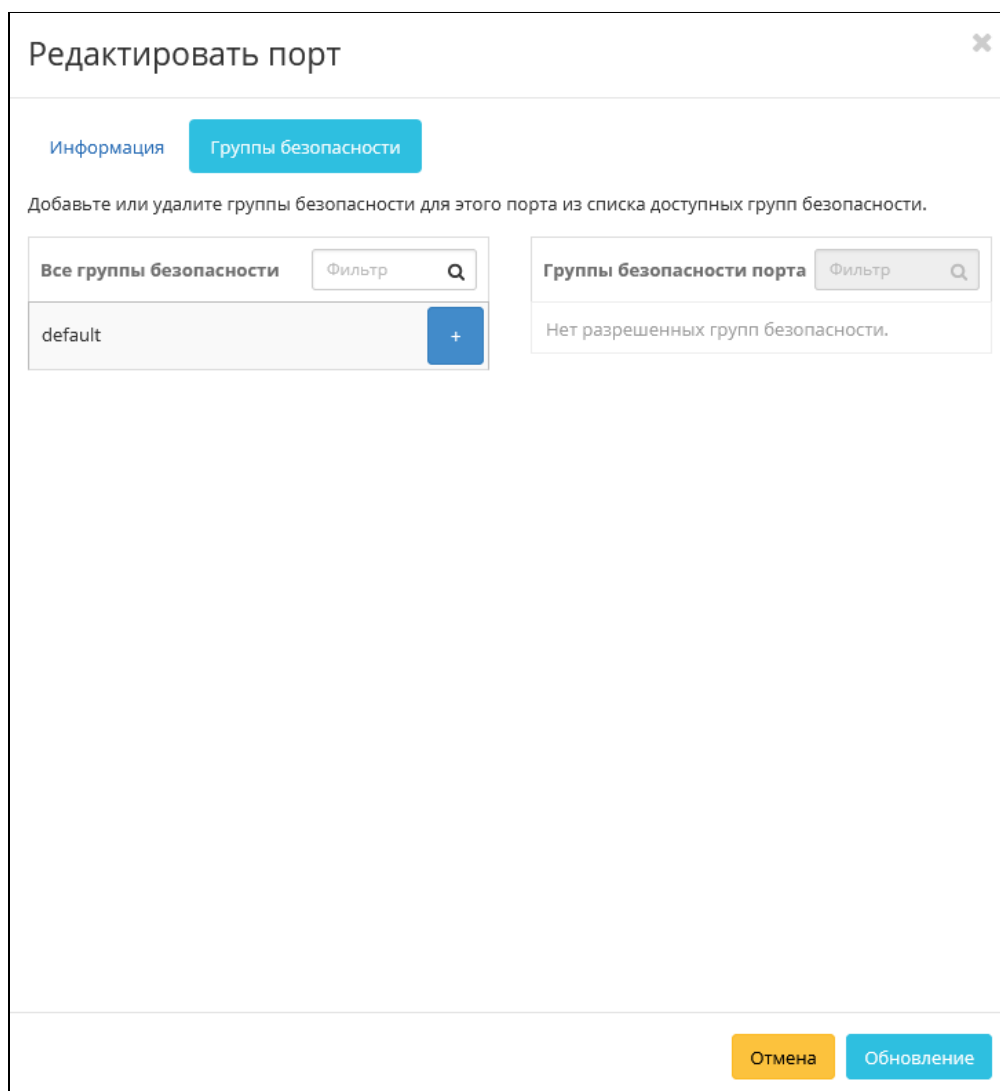 Редактировать порт
Информация
Группы безопасности
Добавьте или удалите группы безопасности для этого порта из списка доступных групп безопасности.
Все группы безопасности
Фильтр
default
+
Группы безопасности порта
Фильтр
Нет разрешенных групп безопасности.
Отмена
Обновление